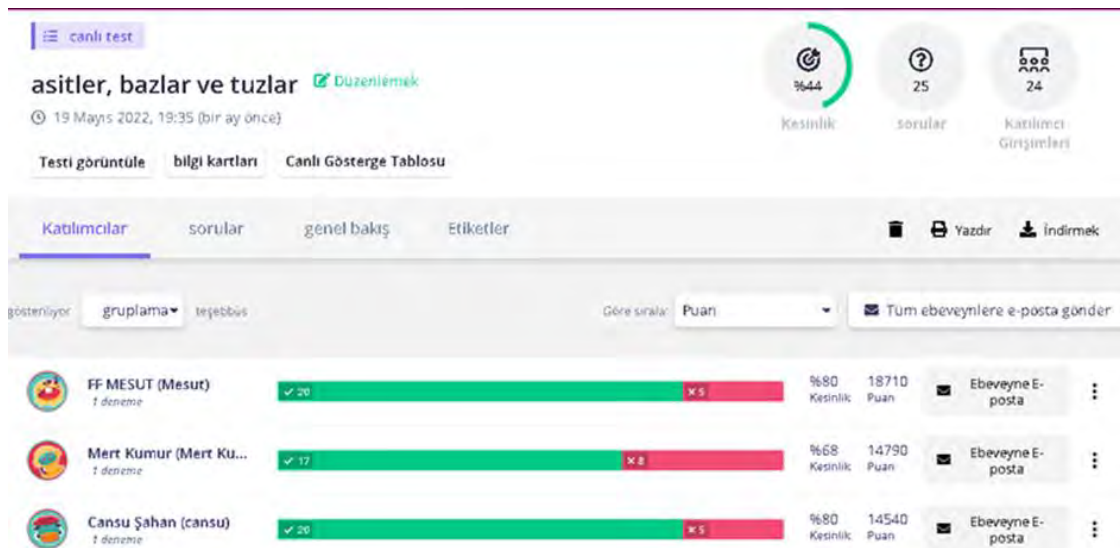 canlı test
asitler, bazlar ve tuzlar Düzenlemek
19 Mayıs 2022, 19:35 (bir ay önce)
Testi görüntüle bilgi kartları Canlı Gösterge Tablosu
%44
Kesinlik
25
sorular
24
Katılımcı
Girişimleri
Katılımcılar sorular genel bakış Etiketler Yazdır İndirmek
gösteriliyor gruplama teşebbüs Göre sırala: Puan Tüm ebeveynlere e-posta gönder
FF MESUT (Mesut)
1 deneme
20 5
%80 18710
Kesinlik Puan
Ebeveyne E-
posta
Mert Kumur (Mert Ku...
1 deneme
17 8
%68 14790
Kesinlik Puan
Ebeveyne E-
posta
Cansu Şahan (cansu)
1 deneme
20 5
%80 14540
Kesinlik Puan
Ebeveyne E-
posta